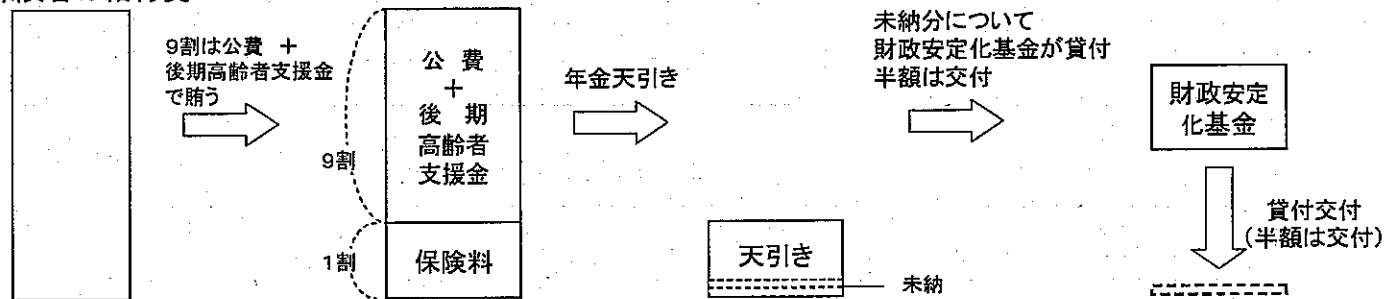 9割は公費 +
後期高齢者支援金
で賄う
9割
1割
公 費
+
後 期
高齢者
支援金
保険料
年金天引き
天引き
未納
未納分について
財政安定化基金が貸付
半額は交付
財政安定
化基金
貸付交付
(半額は交付)